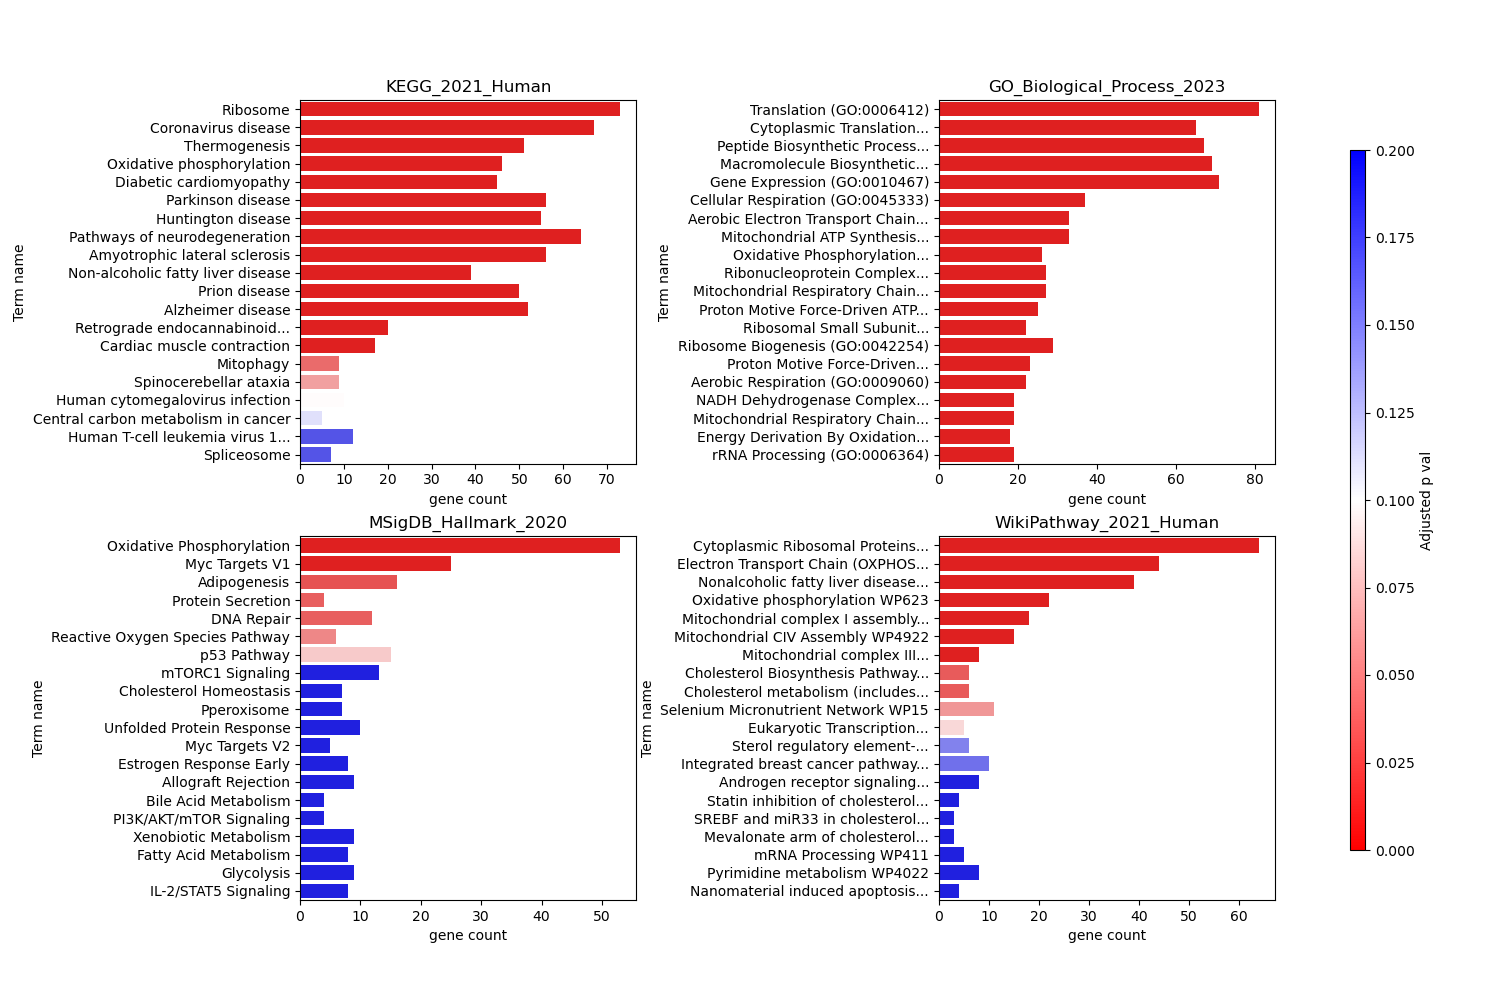 KEGG_2021_Human
Ribosome
Coronavirus disease
Thermogenesis
Oxidative phosphorylation
Diabetic cardiomyopathy
Parkinson disease
Huntington disease
Pathways of neurodegeneration
Amyotrophic lateral sclerosis
Non-alcoholic fatty liver disease
Prion disease
Alzheimer disease
Retrograde endocannabinoid...
Cardiac muscle contraction
Mitophagy
Spinocerebellar ataxia
Human cytomegalovirus infection
Central carbon metabolism in cancer
Human T-cell leukemia virus 1...
Spliceosome
Term name
0 10 20 30 40 50 60 70
gene count
GO_Biological_Process_2023
Translation (GO:0006412)
Cytoplasmic Translation...
Peptide Biosynthetic Process...
Macromolecule Biosynthetic...
Gene Expression (GO:0010467)
Cellular Respiration (GO:0045333)
Aerobic Electron Transport Chain...
Mitochondrial ATP Synthesis...
Oxidative Phosphorylation...
Ribonucleoprotein Complex...
Mitochondrial Respiratory Chain...
Proton Motive Force-Driven ATP...
Ribosomal Small Subunit...
Ribosome Biogenesis (GO:0042254)
Proton Motive Force-Driven...
Aerobic Respiration (GO:0009060)
NADH Dehydrogenase Complex...
Mitochondrial Respiratory Chain...
Energy Derivation By Oxidation...
rRNA Processing (GO:0006364)
Term name
0 20 40 60 80
gene count
MSigDB_Hallmark_2020
Oxidative Phosphorylation
Myc Targets V1
Adipogenesis
Protein Secretion
DNA Repair
Reactive Oxygen Species Pathway
p53 Pathway
mTORC1 Signaling
Cholesterol Homeostasis
Pperoxisome
Unfolded Protein Response
Myc Targets V2
Estrogen Response Early
Allograft Rejection
Bile Acid Metabolism
PI3K/AKT/mTOR Signaling
Xenobiotic Metabolism
Fatty Acid Metabolism
Glycolysis
IL-2/STAT5 Signaling
Term name
0 10 20 30 40 50
gene count
WikiPathway_2021_Human
Cytoplasmic Ribosomal Proteins...
Electron Transport Chain (OXPHOS...
Nonalcoholic fatty liver disease...
Oxidative phosphorylation WP623
Mitochondrial complex I assembly...
Mitochondrial CIV Assembly WP4922
Mitochondrial complex III...
Cholesterol Biosynthesis Pathway...
Cholesterol metabolism (includes...
Selenium Micronutrient Network WP15
Eukaryotic Transcription...
Sterol regulatory element-...
Integrated breast cancer pathway...
Androgen receptor signaling...
Statin inhibition of cholesterol...
SREBF and miR33 in cholesterol...
Mevalonate arm of cholesterol...
mRNA Processing WP411
Pyrimidine metabolism WP4022
Nanomaterial induced apoptosis...
Term name
0 10 20 30 40 50 60
gene count
0.200
0.175
0.150
0.125
0.100
0.075
0.050
0.025
0.000
Adjusted p val